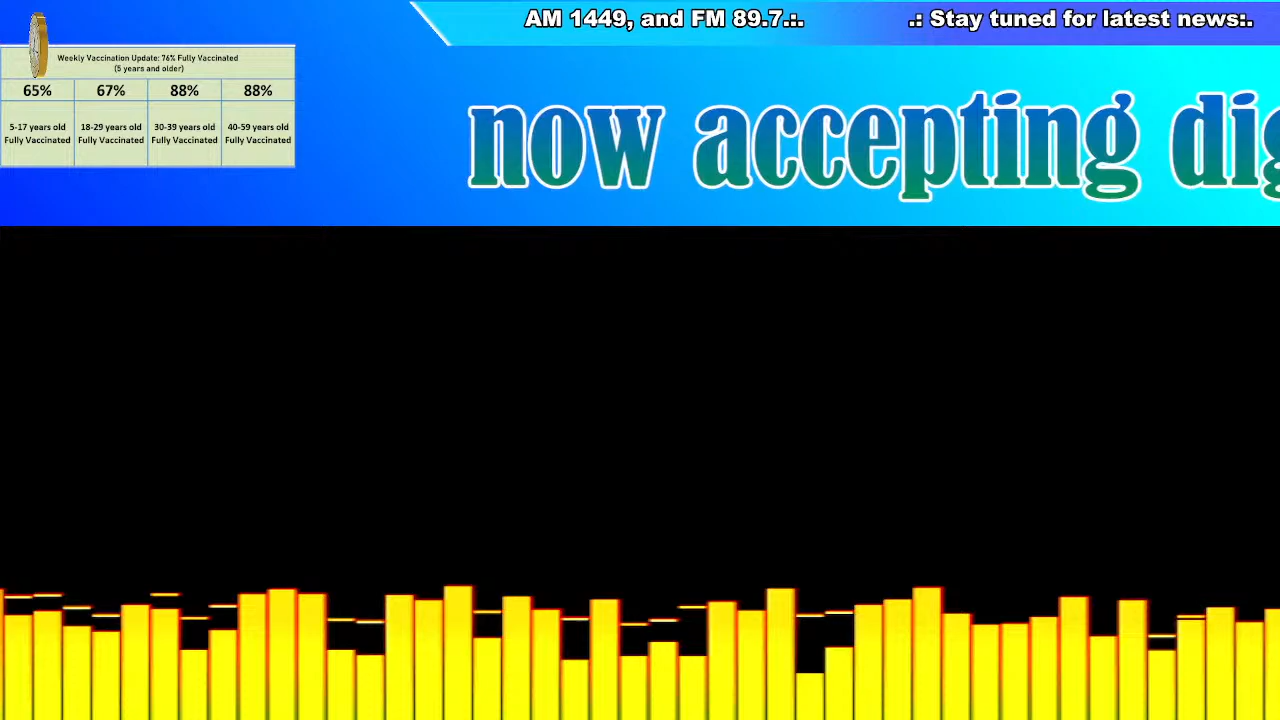 AM 1449, and FM 89.7.:. .: Stay tuned for latest news:.
Weekly Vaccination Update: 76% Fully Vaccinated
(5 years and older)
65% 67% 88% 88%
5-17 years old 18-29 years old 30-39 years old 40-59 years old
Fully Vaccinated Fully Vaccinated Fully Vaccinated Fully Vaccinated
now accepting dig